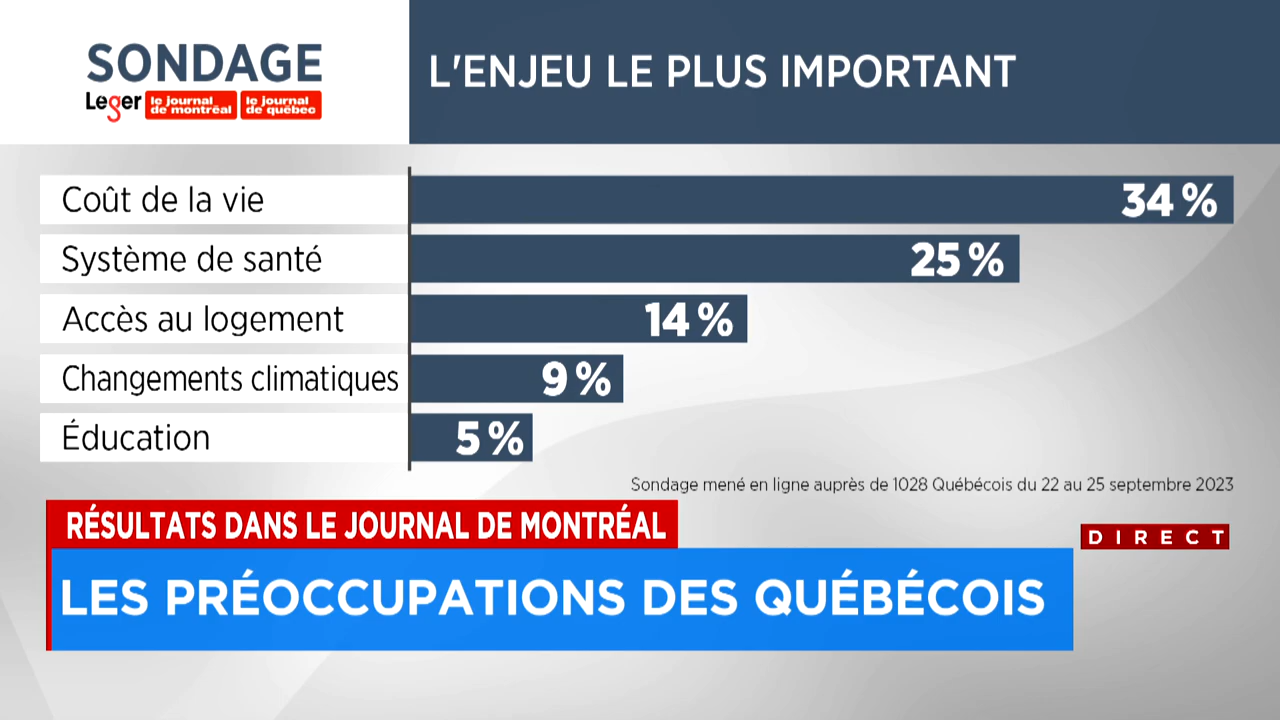 SONDAGE
Leger le journal de montréal le journal de québec
L'ENJEU LE PLUS IMPORTANT
Coût de la vie 34 %
Système de santé 25 %
Accès au logement 14 %
Changements climatiques 9 %
Éducation 5 %
Sondage mené en ligne auprès de 1028 Québécois du 22 au 25 septembre 2023
RÉSULTATS DANS LE JOURNAL DE MONTRÉAL
DIRECT
LES PRÉOCCUPATIONS DES QUÉBÉCOIS